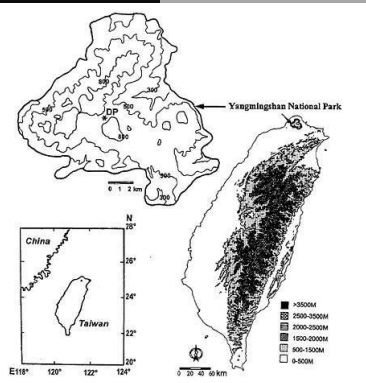 800
300
500
600
DP
800
Yangmingshan National Park
0 1 2 km
300
N
28°
China
26°
24°
Taiwan
22°
20°
E118° 120° 122° 124°
>3500M
2500-3500M
2000-2500M
1500-2000M
500-1500M
0-500M
0 20 40 60 km